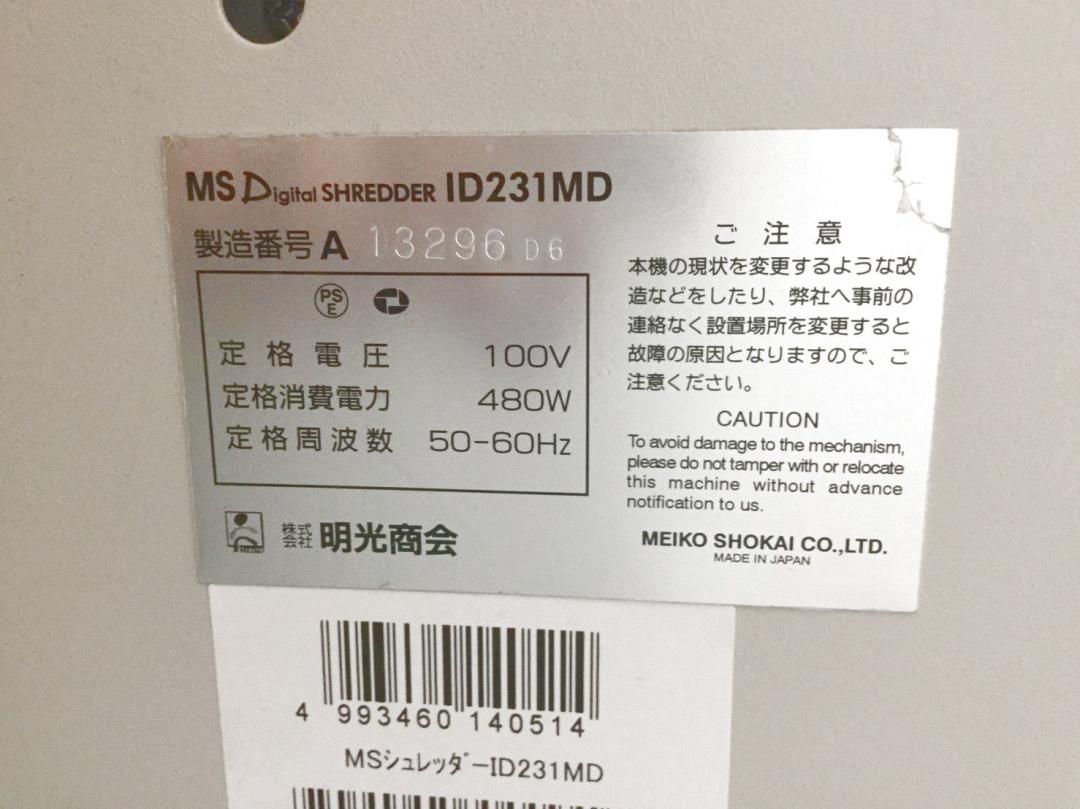 MS Digital SHREDDER ID231MD
製造番号 A 13296 D6
PS
E
定格電圧 100V
定格消費電力 480W
定格周波数 50-60Hz
株式
会社 明光商会
ご注意
本機の現状を変更するような改
造などをしたり、弊社へ事前の
連絡なく設置場所を変更すると
故障の原因となりますので、ご
注意ください。
CAUTION
To avoid damage to the mechanism,
please do not tamper with or relocate
this machine without advance
notification to us.
MEIKO SHOKAI CO.,LTD.
MADE IN JAPAN
4 993460 140514
MSシュレッダーID231MD